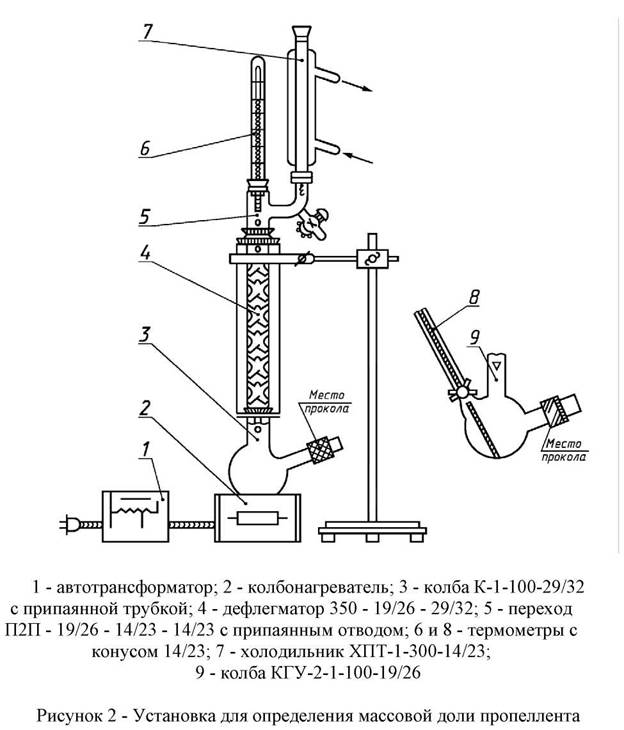 7
6
5
4
3
2
1
Место
прокола
8
9
Место
прокола
1 - автотрансформатор; 2 - колбонагреватель; 3 - колба К-1-100-29/32
с припаянной трубкой; 4 - дефлегматор 350 - 19/26 - 29/32; 5 - переход
П2П - 19/26 - 14/23 - 14/23 с припаянным отводом; 6 и 8 - термометры с
конусом 14/23; 7 - холодильник ХПТ-1-300-14/23;
9 - колба КГУ-2-1-100-19/26
Рисунок 2 - Установка для определения массовой доли пропеллента